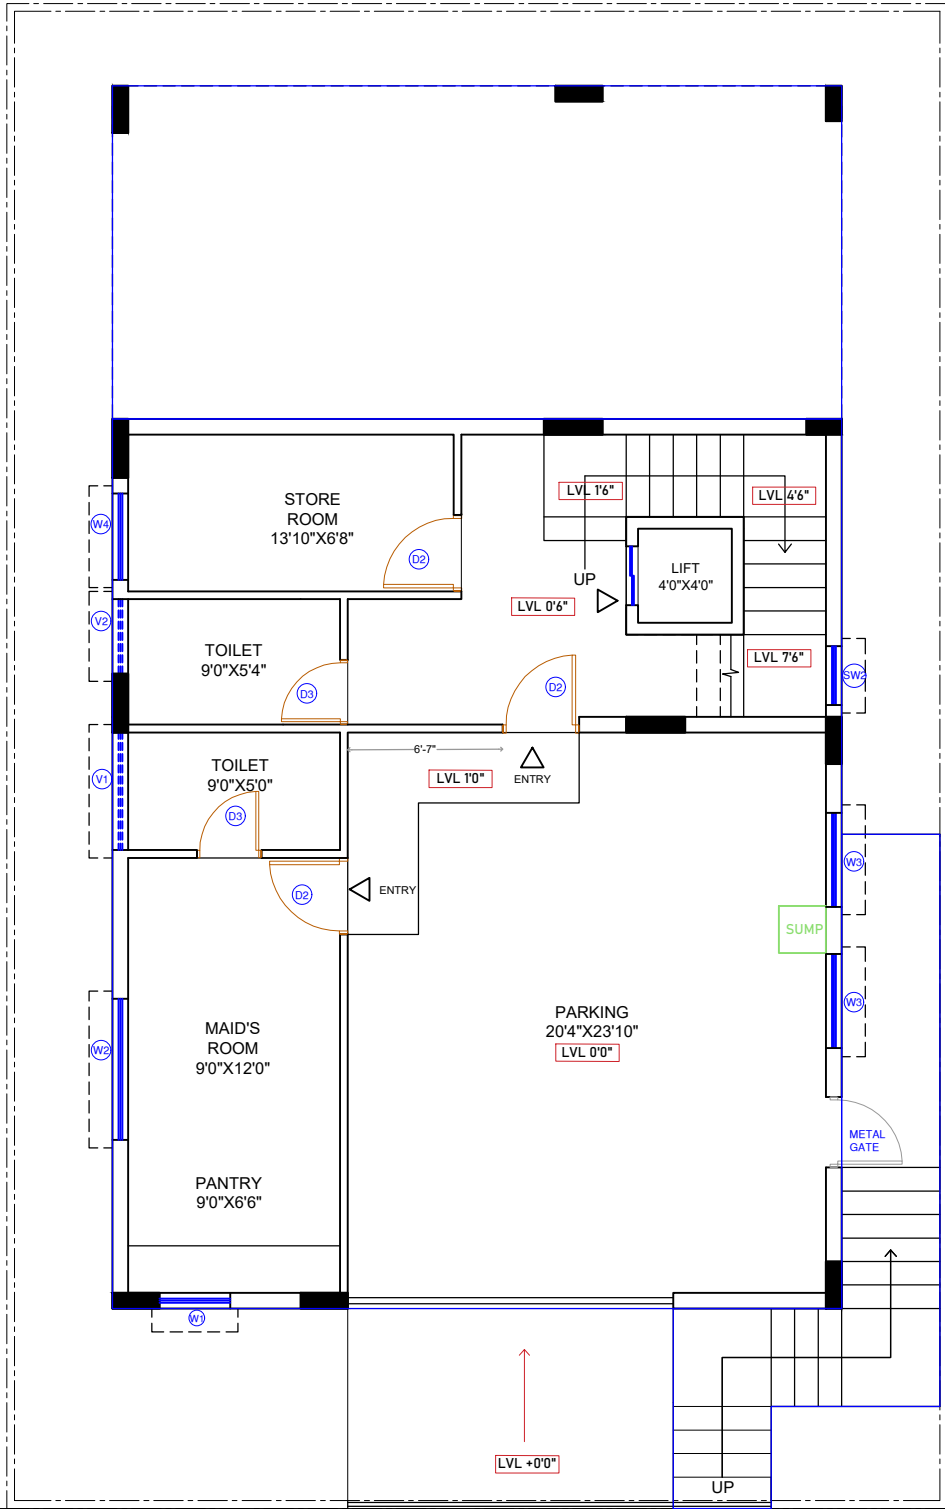 LVL 1'6"
LVL 4'6"
STORE
ROOM
13'10"X6'8"
W4
D2
LIFT
4'0"X4'0"
UP
LVL 0'6"
V2
TOILET
9'0"X5'4"
LVL 7'6"
SW2
D3
D2
6'-7"
TOILET
9'0"X5'0"
V1
LVL 1'0"
ENTRY
D3
W3
D2
ENTRY
SUMP
W3
PARKING
20'4"X23'10"
LVL 0'0"
MAID'S
ROOM
9'0"X12'0"
W2
METAL
GATE
PANTRY
9'0"X6'6"
W1
LVL +0'0"
UP